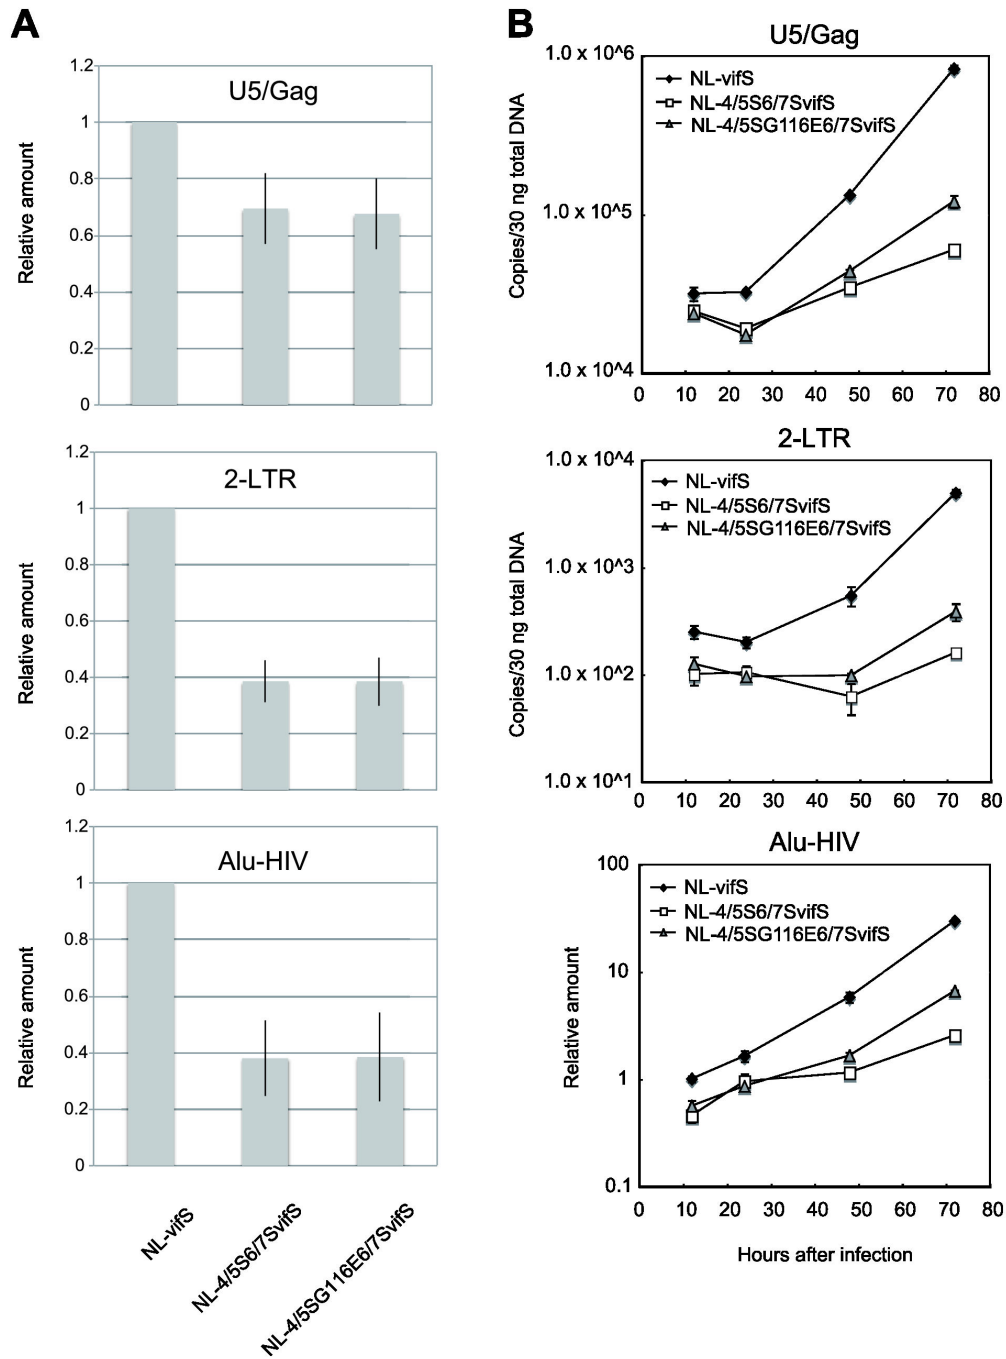 A
U5/Gag
1.2
1
0.8
0.6
0.4
0.2
0
Relative amount
2-LTR
1.2
1
0.8
0.6
0.4
0.2
0
Relative amount
Alu-HIV
1.2
1
0.8
0.6
0.4
0.2
0
Relative amount
NL-vifS
NL-4/5S6/7SvifS
NL-4/5SG116E6/7SvifS
B
U5/Gag
1.0 x 10^6
1.0 x 10^5
1.0 x 10^4
Copies/30 ng total DNA
NL-vifS
NL-4/5S6/7SvifS
NL-4/5SG116E6/7SvifS
0 10 20 30 40 50 60 70 80
2-LTR
1.0 x 10^4
1.0 x 10^3
1.0 x 10^2
1.0 x 10^1
Copies/30 ng total DNA
NL-vifS
NL-4/5S6/7SvifS
NL-4/5SG116E6/7SvifS
0 10 20 30 40 50 60 70 80
Alu-HIV
100
10
1
0.1
Relative amount
NL-vifS
NL-4/5S6/7SvifS
NL-4/5SG116E6/7SvifS
0 10 20 30 40 50 60 70 80
Hours after infection